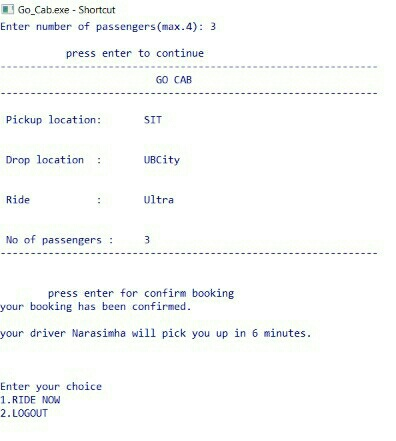 Go_Cab.exe - Shortcut
Enter number of passengers(max.4): 3
press enter to continue
------------------------------------------------------------
GO CAB
------------------------------------------------------------
Pickup location: SIT
Drop location : UBCity
Ride : Ultra
No of passengers : 3
------------------------------------------------------------
press enter for confirm booking
your booking has been confirmed.
your driver Narasimha will pick you up in 6 minutes.
Enter your choice
1.RIDE NOW
2.LOGOUT